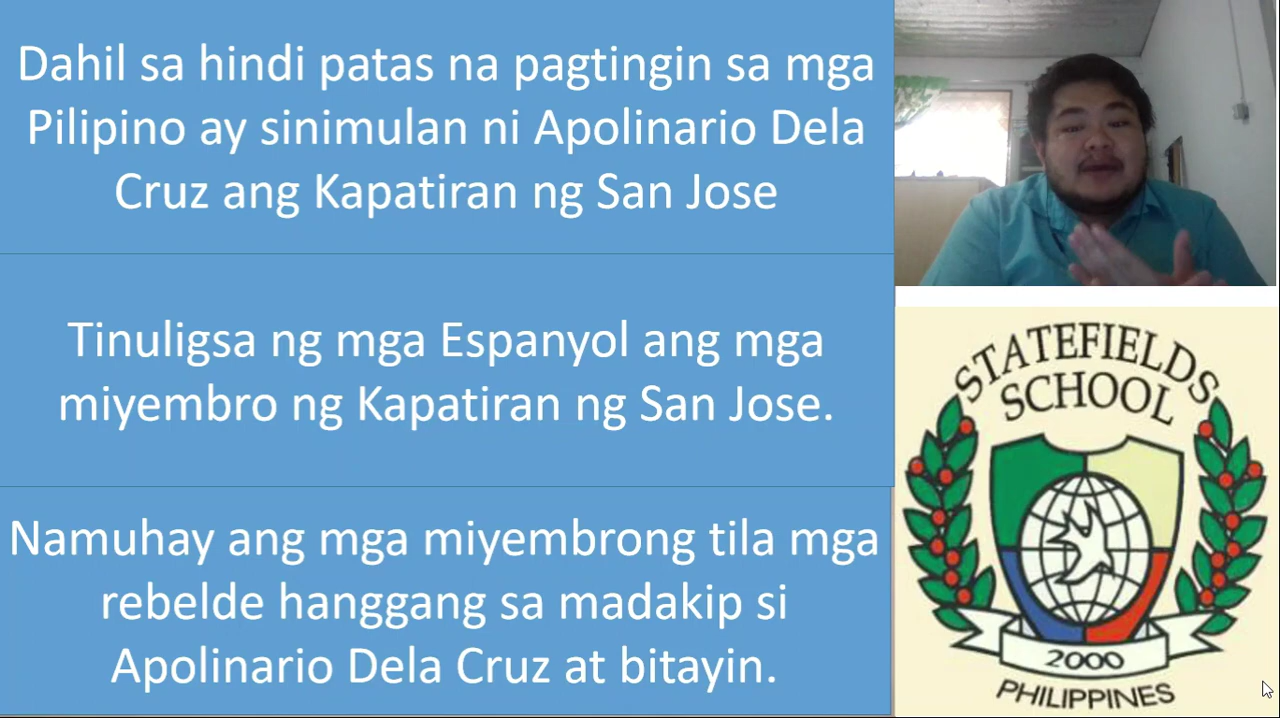 Dahil sa hindi patas na pagtingin sa mga
Pilipino ay sinimulan ni Apolinario Dela
Cruz ang Kapatiran ng San Jose
Tinuligsa ng mga Espanyol ang mga
miyembro ng Kapatiran ng San Jose.
Namuhay ang mga miyembrong tila mga
rebelde hanggang sa madakip si
Apolinario Dela Cruz at bitayin.
STATEFIELDS
SCHOOL
2000
PHILIPPINES